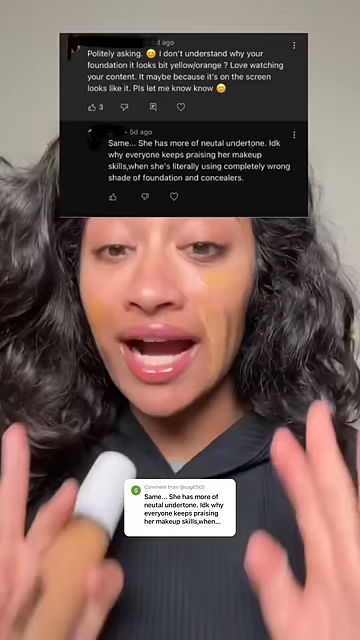 5d ago
Politely asking. 😊 I don't understand why your
foundation it looks bit yellow/orange ? Love watching
your content. It maybe because it's on the screen
looks like it. Pls let me know know 😊
3
• 5d ago
Same... She has more of neutal undertone. Idk
why everyone keeps praising her makeup
skills,when she's literally using completely wrong
shade of foundation and concealers.
S
Comment from @sug6565
Same... She has more of
neutal undertone. Idk why
everyone keeps praising
her makeup skills,when...